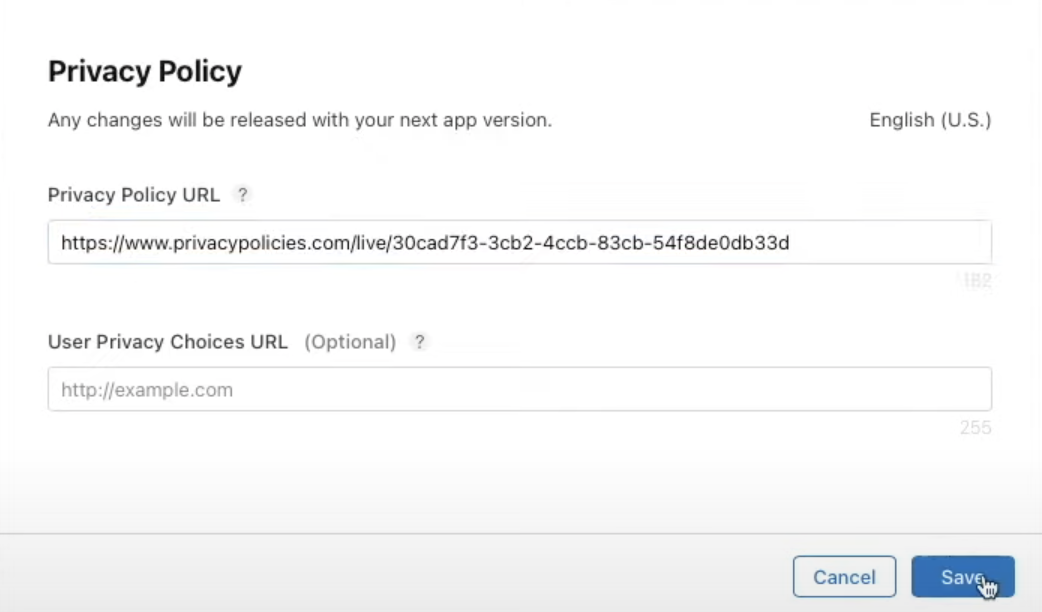 Privacy Policy
Any changes will be released with your next app version.
English (U.S.)
Privacy Policy URL ?
https://www.privacypolicies.com/live/30cad7f3-3cb2-4ccb-83cb-54f8de0db33d
User Privacy Choices URL (Optional) ?
http://example.com
255
Cancel
Save